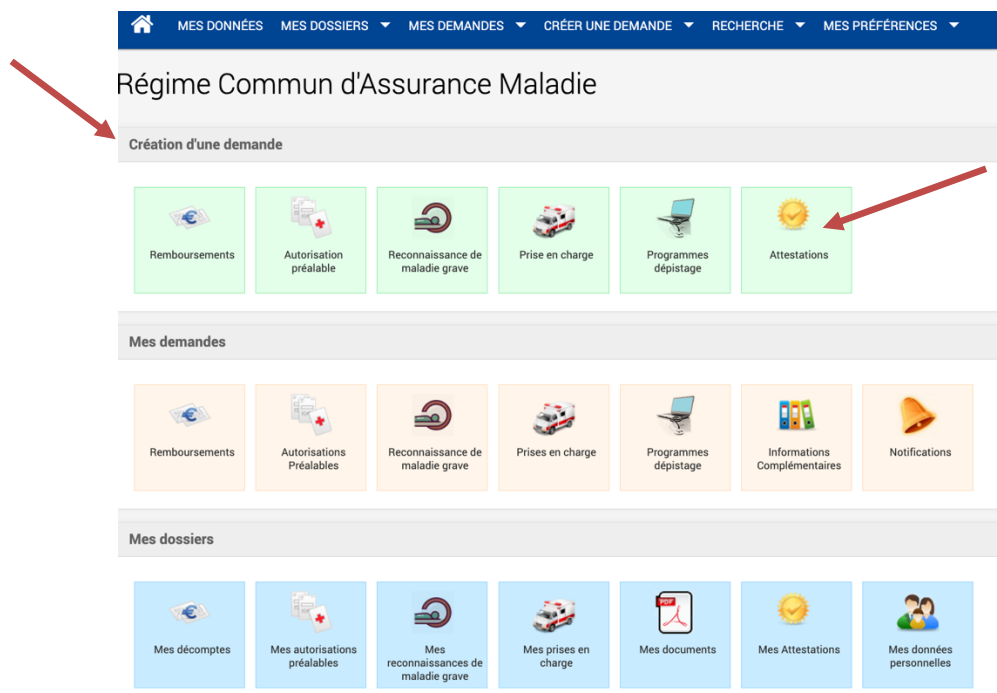 MES DONNÉES MES DOSSIERS MES DEMANDES CRÉER UNE DEMANDE RECHERCHE MES PRÉFÉRENCES
Régime Commun d'Assurance Maladie
Création d'une demande
Remboursements
Autorisation
préalable
Reconnaissance de
maladie grave
Prise en charge
Programmes
dépistage
Attestations
Mes demandes
Remboursements
Autorisations
Préalables
Reconnaissance de
maladie grave
Prises en charge
Programmes
dépistage
Informations
Complémentaires
Notifications
Mes dossiers
Mes décomptes
Mes autorisations
préalables
Mes
reconnaissances de
maladie grave
Mes prises en
charge
PDF
Mes documents
Mes Attestations
Mes données
personnelles